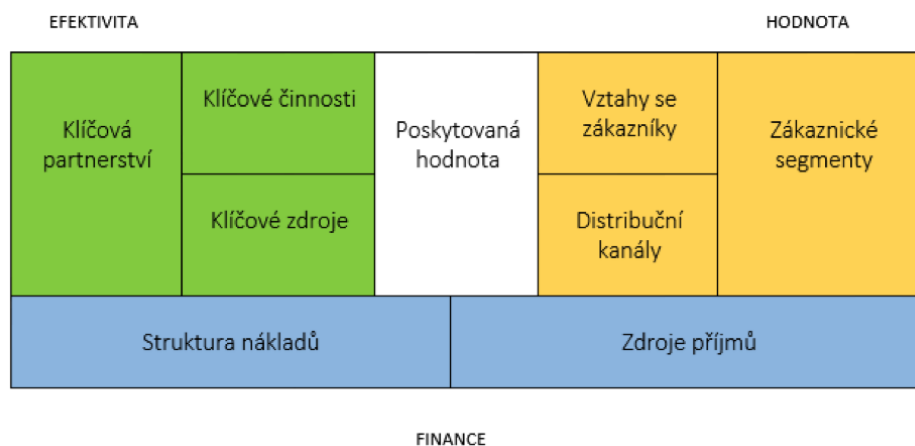 EFEKTIVITA
HODNOTA
Klíčová
partnerství
Klíčové činnosti
Klíčové zdroje
Poskytovaná
hodnota
Vztahy se
zákazníky
Distribuční
kanály
Zákaznické
segmenty
Struktura nákladů
Zdroje příjmů
FINANCE